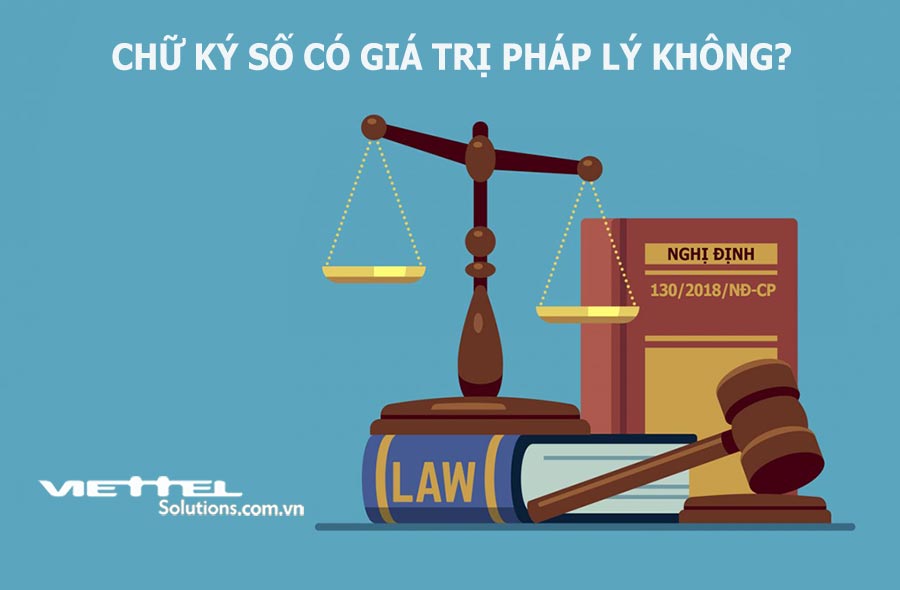 CHỮ KÝ SỐ CÓ GIÁ TRỊ PHÁP LÝ KHÔNG?
NGHỊ ĐỊNH
130/2018/NĐ-CP
LAW
VIETTEL
Solutions.com.vn